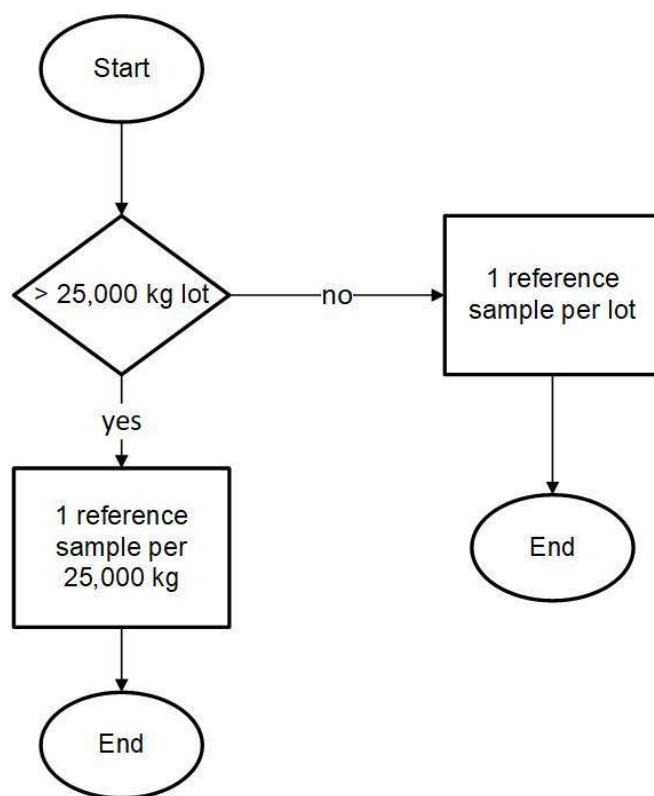 Start
> 25,000 kg lot
no
1 reference
sample per lot
yes
1 reference
sample per
25,000 kg
End
End